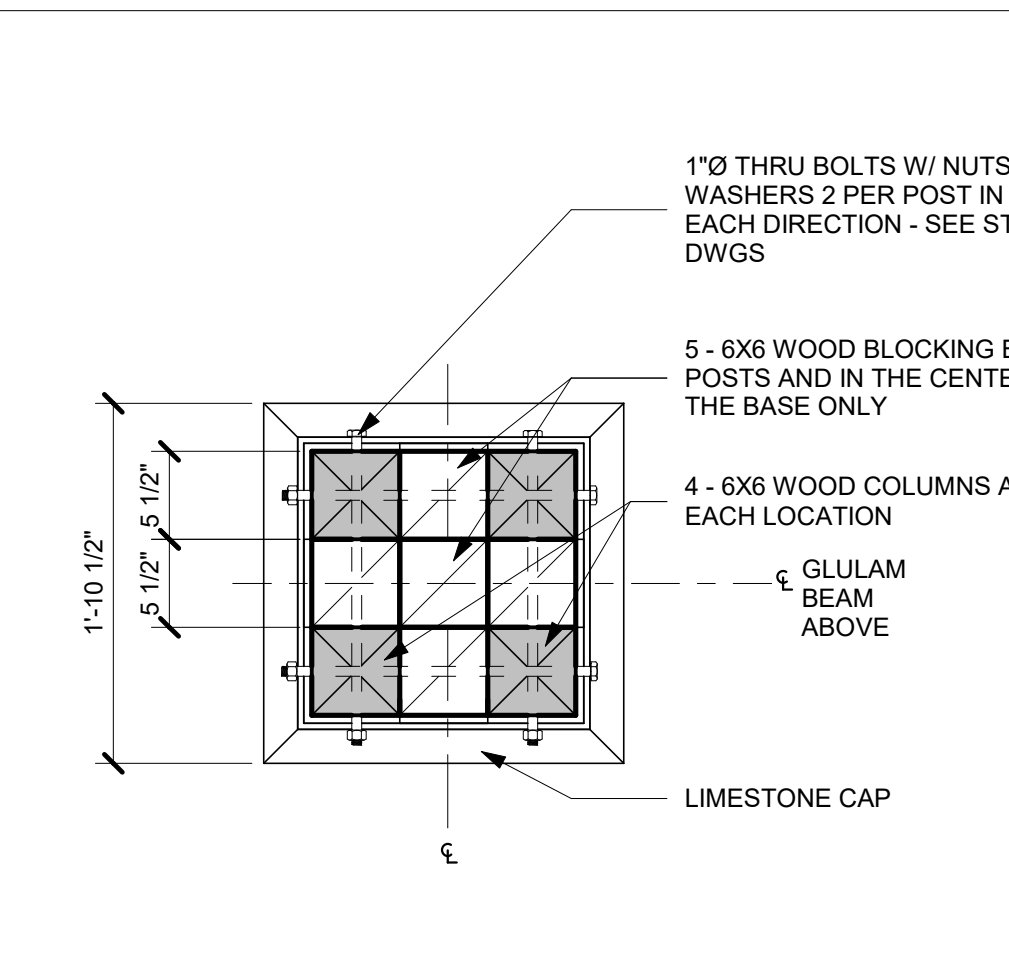 1"Ø THRU BOLTS W/ NUTS
WASHERS 2 PER POST IN
EACH DIRECTION - SEE ST
DWGS
5 - 6X6 WOOD BLOCKING
POSTS AND IN THE CENTE
THE BASE ONLY
4 - 6X6 WOOD COLUMNS A
EACH LOCATION
℄ GLULAM
BEAM
ABOVE
LIMESTONE CAP
1'-10 1/2"
5 1/2"
5 1/2"
℄